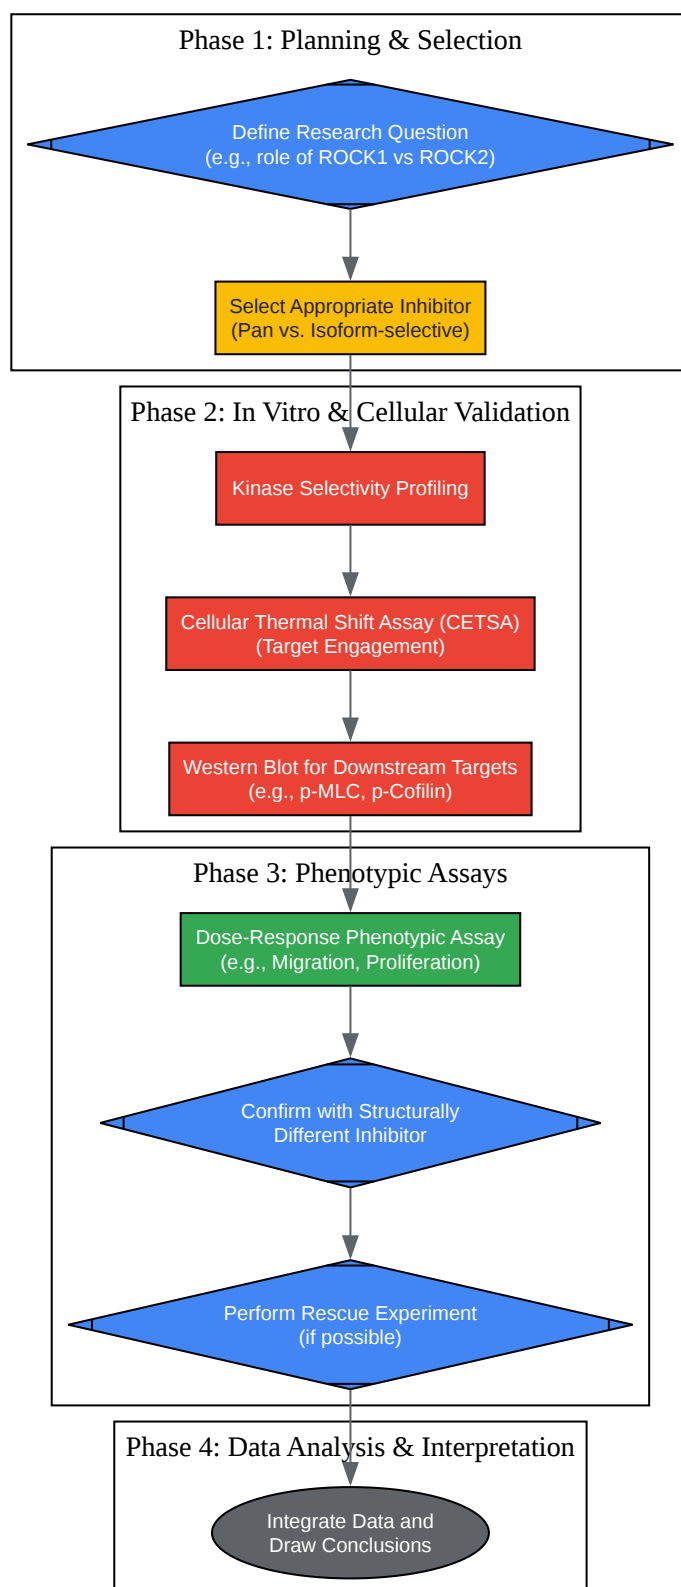 Phase 1: Planning & Selection
Define Research Question
(e.g., role of ROCK1 vs ROCK2)
Select Appropriate Inhibitor
(Pan vs. Isoform-selective)
Phase 2: In Vitro & Cellular Validation
Kinase Selectivity Profiling
Cellular Thermal Shift Assay (CETSA)
(Target Engagement)
Western Blot for Downstream Targets
(e.g., p-MLC, p-Cofilin)
Phase 3: Phenotypic Assays
Dose-Response Phenotypic Assay
(e.g., Migration, Proliferation)
Confirm with Structurally
Different Inhibitor
Perform Rescue Experiment
(if possible)
Phase 4: Data Analysis & Interpretation
Integrate Data and
Draw Conclusions